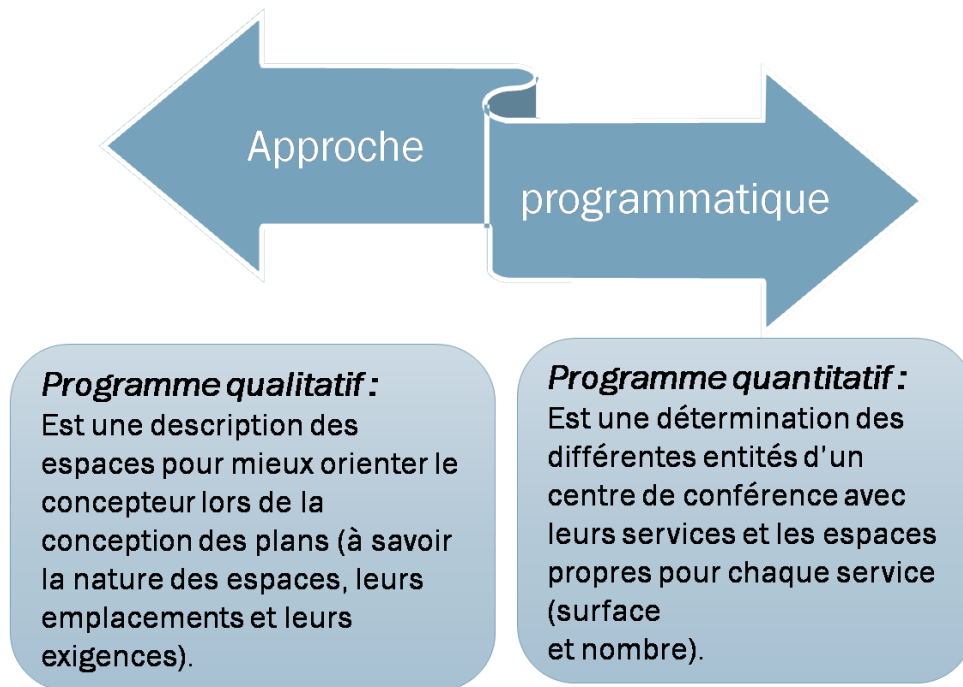 Approche
programmatique
Programme qualitatif :
Est une description des
espaces pour mieux orienter le
concepteur lors de la
conception des plans (à savoir
la nature des espaces, leurs
emplacements et leurs
exigences).
Programme quantitatif :
Est une détermination des
différentes entités d'un
centre de conférence avec
leurs services et les espaces
propres pour chaque service
(surface
et nombre).